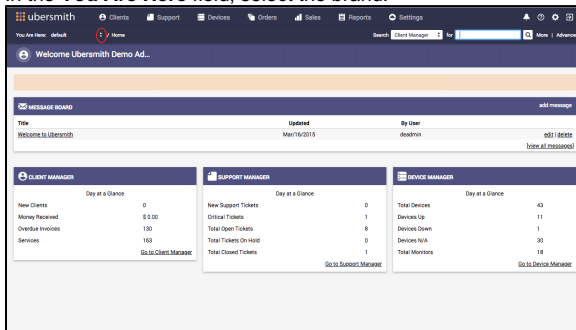 In the You Are Here field, select the brand.
ubersmith Clients Support Devices Orders Sales Reports Settings
You Are Here: default / Home Search Client Manager for More | Advanced
Welcome Ubersmith Demo Ad...
MESSAGE BOARD add message
Title Updated By User
Welcome to Ubersmith Mar/16/2015 deadmin edit | delete
[view all messages]
CLIENT MANAGER
Day at a Glance
New Clients 0
Money Received $ 0.00
Overdue Invoices 130
Services 163
Go to Client Manager
SUPPORT MANAGER
Day at a Glance
New Support Tickets 0
Critical Tickets 1
Total Open Tickets 8
Total Tickets On Hold 0
Total Closed Tickets 1
Go to Support Manager
DEVICE MANAGER
Day at a Glance
Total Devices 43
Devices Up 11
Devices Down 1
Devices N/A 30
Total Monitors 18
Go to Device Manager